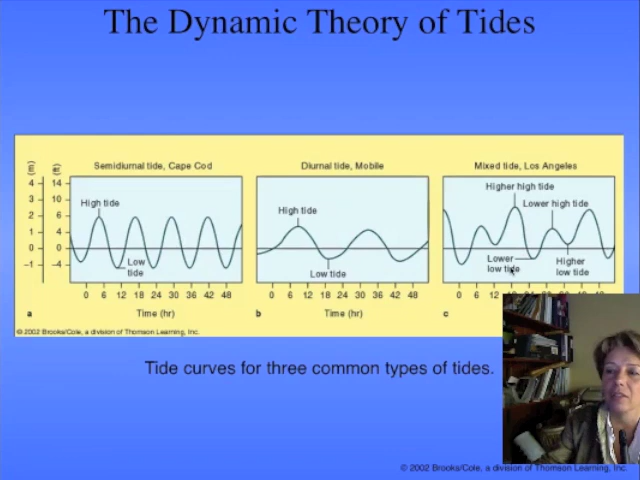 The Dynamic Theory of Tides
(m)
(ft)
Semidiurnal tide, Cape Cod
Diurnal tide, Mobile
Mixed tide, Los Angeles
4
14
3
10
2
6
1
4
0
0
–1
–4
High tide
Low
tide
0 6 12 18 24 30 36 42 48
a
Time (hr)
High tide
Low tide
0 6 12 18 24 30 36 42 48
b
Time (hr)
Higher high tide
Lower high tide
Lower
low tide
Higher
low tide
0 6
c
© 2002 Brooks/Cole, a division of Thomson Learning, Inc.
Tide curves for three common types of tides.
© 2002 Brooks/Cole, a division of Thomson Learning, Inc.